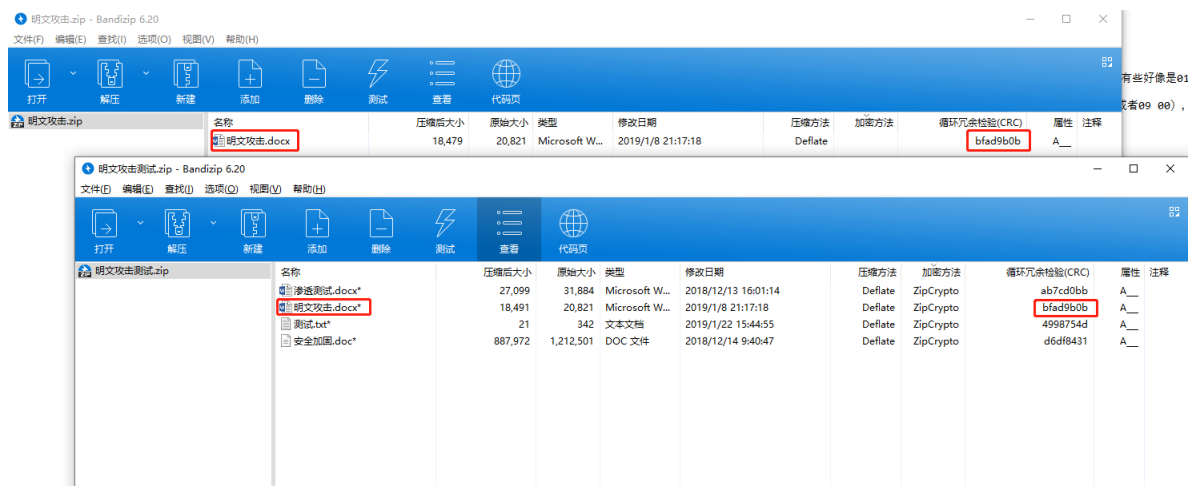 明文攻击.zip - Bandizip 6.20
文件(F) 编辑(E) 查找(I) 选项(O) 视图(V) 帮助(H)
有些好像是01
打开 解压 新建 添加 删除 测试 查看 代码页
或者09 00），
明文攻击.zip 名称 压缩后大小 原始大小 类型 修改日期 压缩方法 加密方法 循环冗余检验(CRC) 属性 注释
明文攻击.docx 18,479 20,821 Microsoft W... 2019/1/8 21:17:18 Deflate bfad9b0b A__
明文攻击测试.zip - Bandizip 6.20
文件(F) 编辑(E) 查找(I) 选项(O) 视图(V) 帮助(H)
打开 解压 新建 添加 删除 测试 查看 代码页
明文攻击测试.zip 名称 压缩后大小 原始大小 类型 修改日期 压缩方法 加密方法 循环冗余检验(CRC) 属性 注释
渗透测试.docx* 27,099 31,884 Microsoft W... 2018/12/13 16:01:14 Deflate ZipCrypto ab7cd0bb A__
明文攻击.docx* 18,491 20,821 Microsoft W... 2019/1/8 21:17:18 Deflate ZipCrypto bfad9b0b A__
测试.txt* 21 342 文本文档 2019/1/22 15:44:55 Deflate ZipCrypto 4998754d A__
安全加固.doc* 887,972 1,212,501 DOC 文件 2018/12/14 9:40:47 Deflate ZipCrypto d6df8431 A__